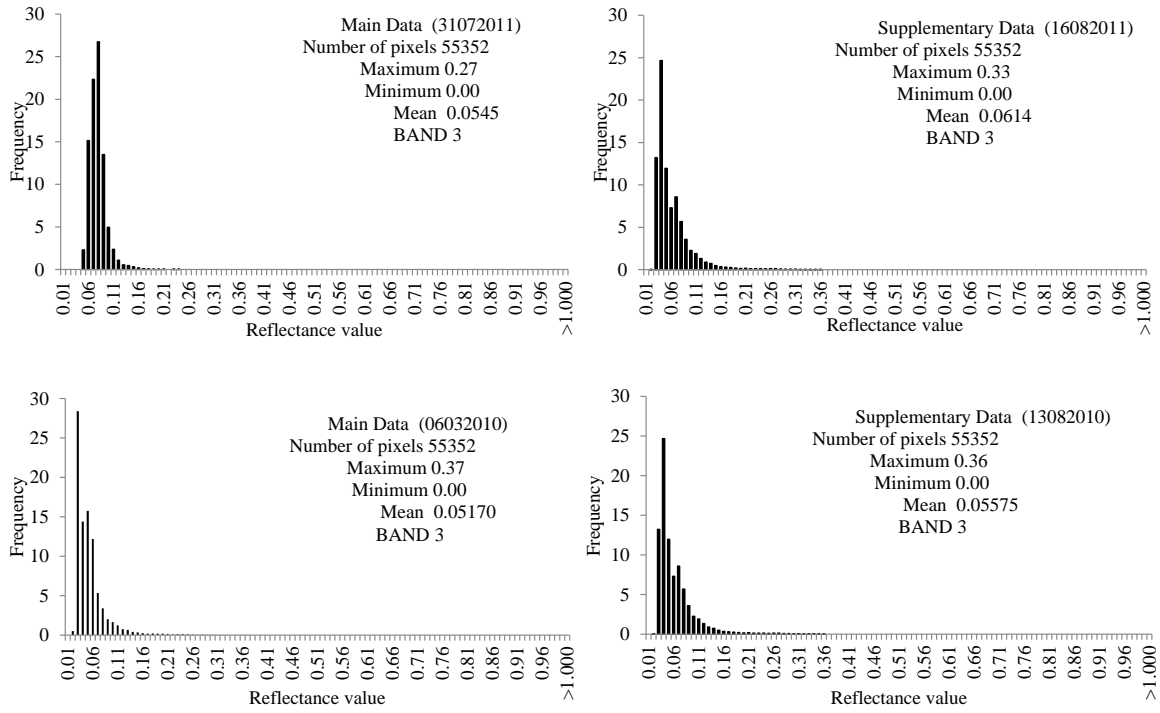 Main Data (31072011)
Number of pixels 55352
Maximum 0.27
Minimum 0.00
Mean 0.0545
BAND 3
Frequency
30
25
20
15
10
5
0
0.01 0.06 0.11 0.16 0.21 0.26 0.31 0.36 0.41 0.46 0.51 0.56 0.61 0.66 0.71 0.76 0.81 0.86 0.91 0.96 >1.000
Reflectance value
Supplementary Data (16082011)
Number of pixels 55352
Maximum 0.33
Minimum 0.00
Mean 0.0614
BAND 3
Frequency
30
25
20
15
10
5
0
0.01 0.06 0.11 0.16 0.21 0.26 0.31 0.36 0.41 0.46 0.51 0.56 0.61 0.66 0.71 0.76 0.81 0.86 0.91 0.96 >1.000
Reflectance value
Main Data (06032010)
Number of pixels 55352
Maximum 0.37
Minimum 0.00
Mean 0.05170
BAND 3
Frequency
30
25
20
15
10
5
0
0.01 0.06 0.11 0.16 0.21 0.26 0.31 0.36 0.41 0.46 0.51 0.56 0.61 0.66 0.71 0.76 0.81 0.86 0.91 0.96 >1.000
Reflectance value
Supplementary Data (13082010)
Number of pixels 55352
Maximum 0.36
Minimum 0.00
Mean 0.05575
BAND 3
Frequency
30
25
20
15
10
5
0
0.01 0.06 0.11 0.16 0.21 0.26 0.31 0.36 0.41 0.46 0.51 0.56 0.61 0.66 0.71 0.76 0.81 0.86 0.91 0.96 >1.000
Reflectance value